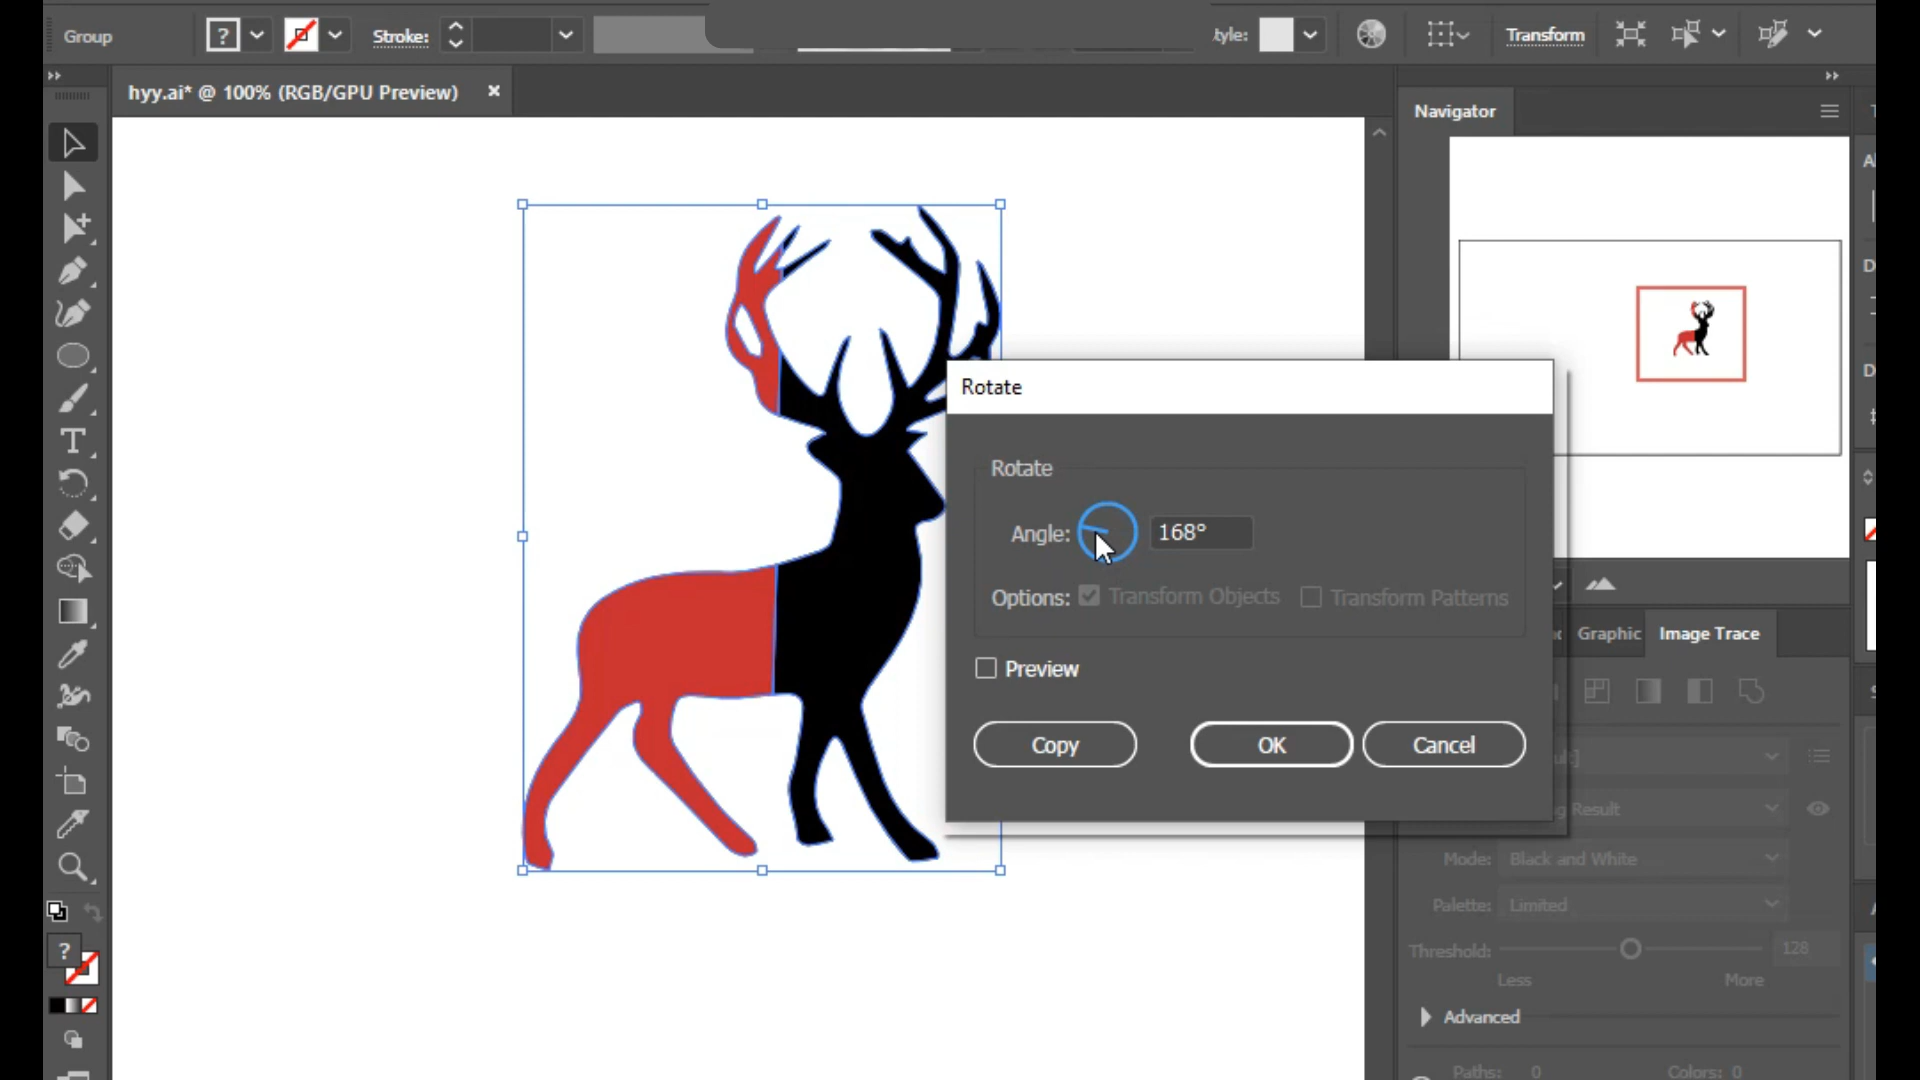 Group
?
Stroke:
tyle:
Transform
hyy.ai* @ 100% (RGB/GPU Preview) ×
Navigator
Rotate
Rotate
Angle: 168°
Options: Transform Objects Transform Patterns
Preview
Copy OK Cancel
Graphic Image Trace
Result
Mode: Black and White
Palette: Limited
Threshold: 128
Less More
Advanced
Paths: 0 Colors: 0
T
?